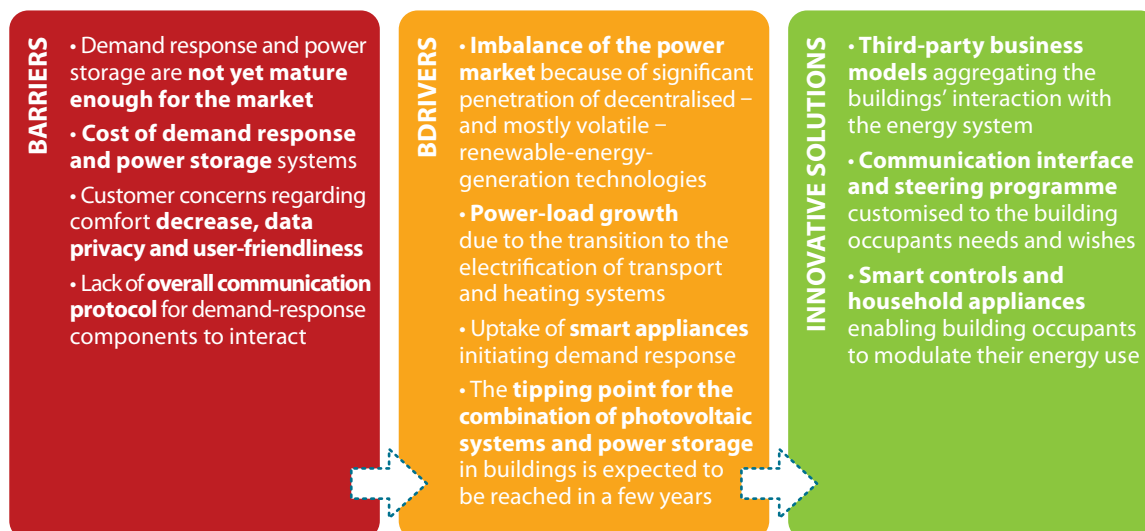 BARRIERS
• Demand response and power
storage are not yet mature
enough for the market
• Cost of demand response
and power storage systems
• Customer concerns regarding
comfort decrease, data
privacy and user-friendliness
• Lack of overall communication
protocol for demand-response
components to interact
BDRIVERS
• Imbalance of the power
market because of significant
penetration of decentralised –
and mostly volatile –
renewable-energy-
generation technologies
• Power-load growth
due to the transition to the
electrification of transport
and heating systems
• Uptake of smart appliances
initiating demand response
• The tipping point for the
combination of photovoltaic
systems and power storage
in buildings is expected to
be reached in a few years
INNOVATIVE SOLUTIONS
• Third-party business
models aggregating the
buildings’ interaction with
the energy system
• Communication interface
and steering programme
customised to the building
occupants needs and wishes
• Smart controls and
household appliances
enabling building occupants
to modulate their energy use